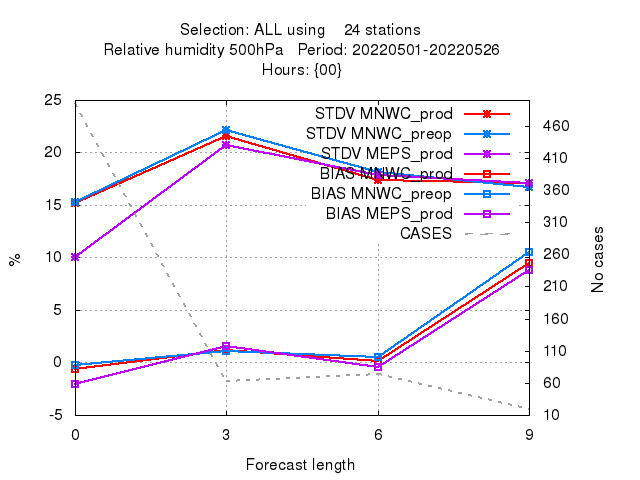 Selection: ALL using    24 stations
Relative humidity 500hPa   Period: 20220501-20220526
Hours: {00}
STDV MNWC_prod
STDV MNWC_preop
STDV MEPS_prod
BIAS MNWC_prod
BIAS MNWC_preop
BIAS MEPS_prod
CASES
25
20
15
10
5
0
-5
%
460
410
360
310
260
210
160
110
60
10
No cases
0 3 6 9
Forecast length